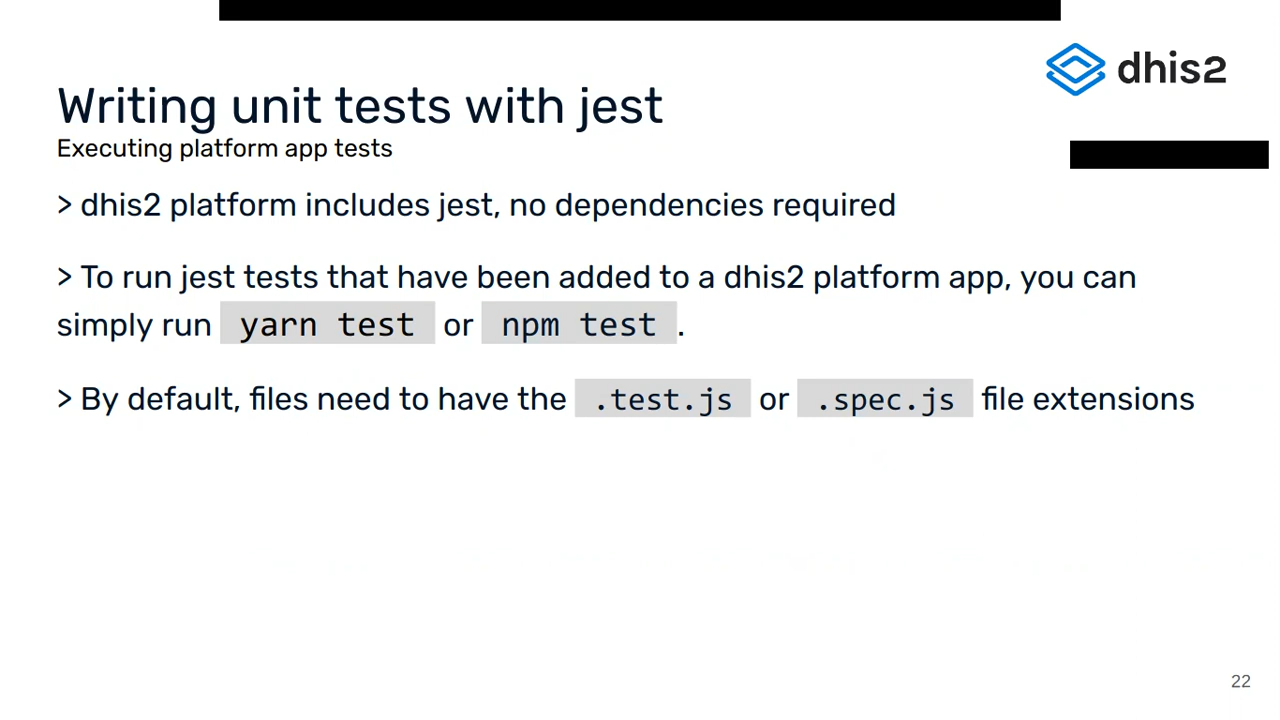 dhis2
Writing unit tests with jest
Executing platform app tests
> dhis2 platform includes jest, no dependencies required
> To run jest tests that have been added to a dhis2 platform app, you can
simply run yarn test or npm test .
> By default, files need to have the .test.js or .spec.js file extensions
22